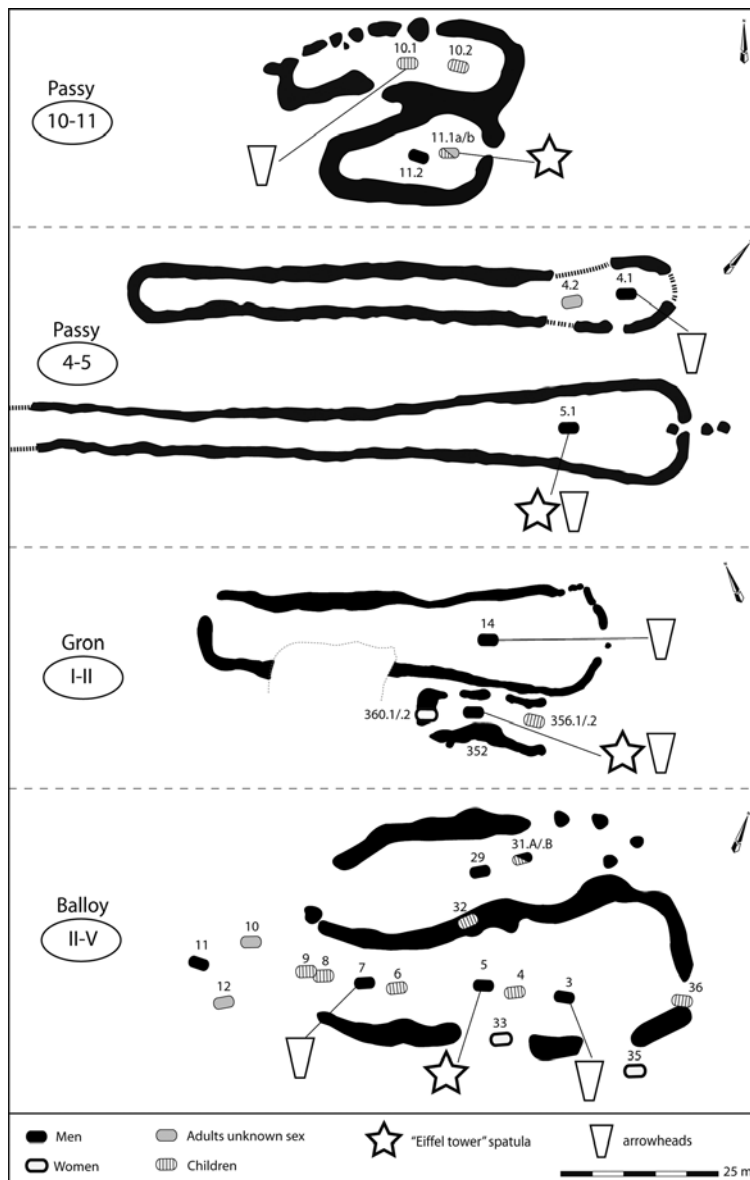 Passy
10-11
10.1
10.2
11.1a/b
11.2
Passy
4-5
4.2
4.1
5.1
Gron
I-II
14
360.1/.2
356.1/.2
352
Balloy
II-V
31.A/.B
29
32
10
11
9
8
7
6
5
4
3
36
12
33
35
Men
Adults unknown sex
"Eiffel tower" spatula
arrowheads
Women
Children
25 m